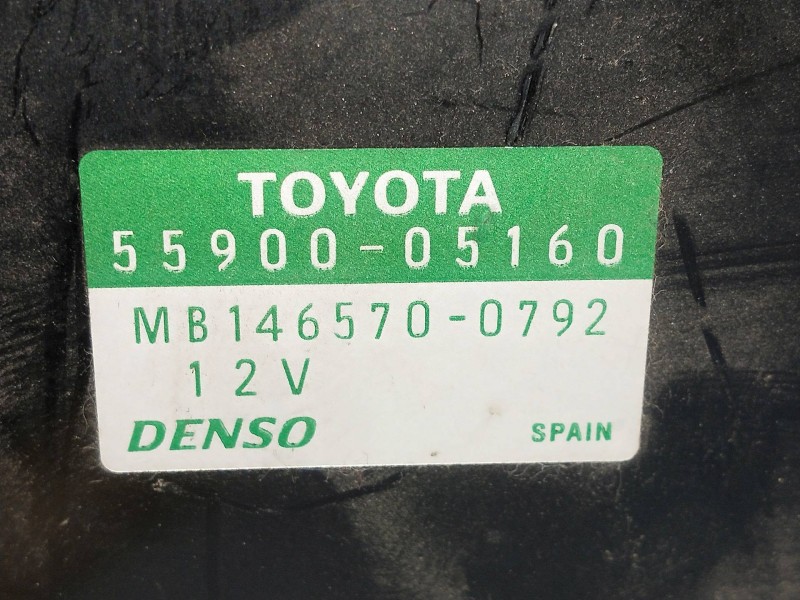 TOYOTA
55900-05160
MB146570-0792
12V
DENSO
SPAIN